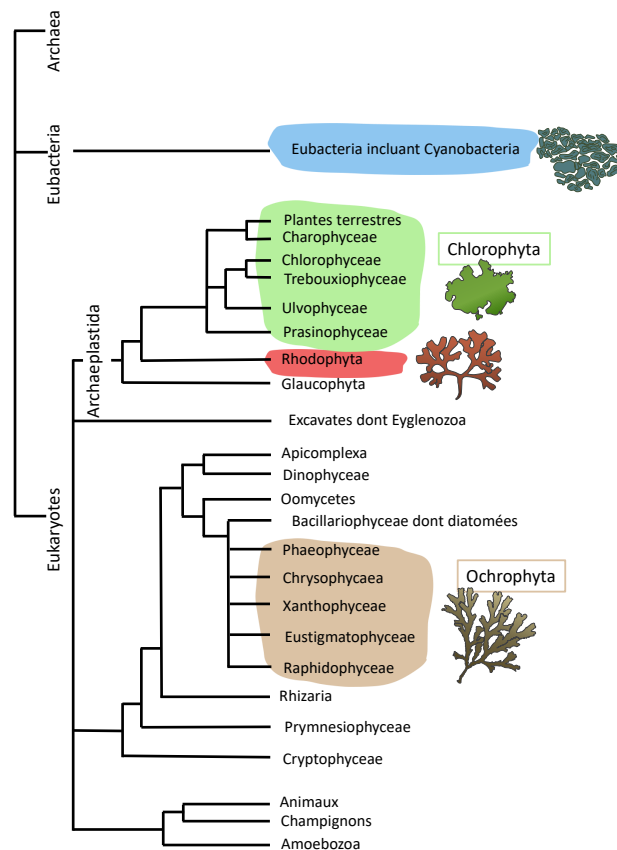 Archaea
Eubacteria
Eubacteria incluant Cyanobacteria
Plantes terrestres
Charophyceae
Chlorophyceae
Trebouxiophyceae
Ulvophyceae
Prasinophyceae
Chlorophyta
Archaeplastida
Rhodophyta
Glaucophyta
Excavates dont Eyglenozoa
Eukaryotes
Apicomplexa
Dinophyceae
Oomycetes
Bacillariophyceae dont diatomées
Phaeophyceae
Chrysophycaea
Xanthophyceae
Eustigmatophyceae
Raphidophyceae
Ochrophyta
Rhizaria
Prymnesiophyceae
Cryptophyceae
Animaux
Champignons
Amoebozoa